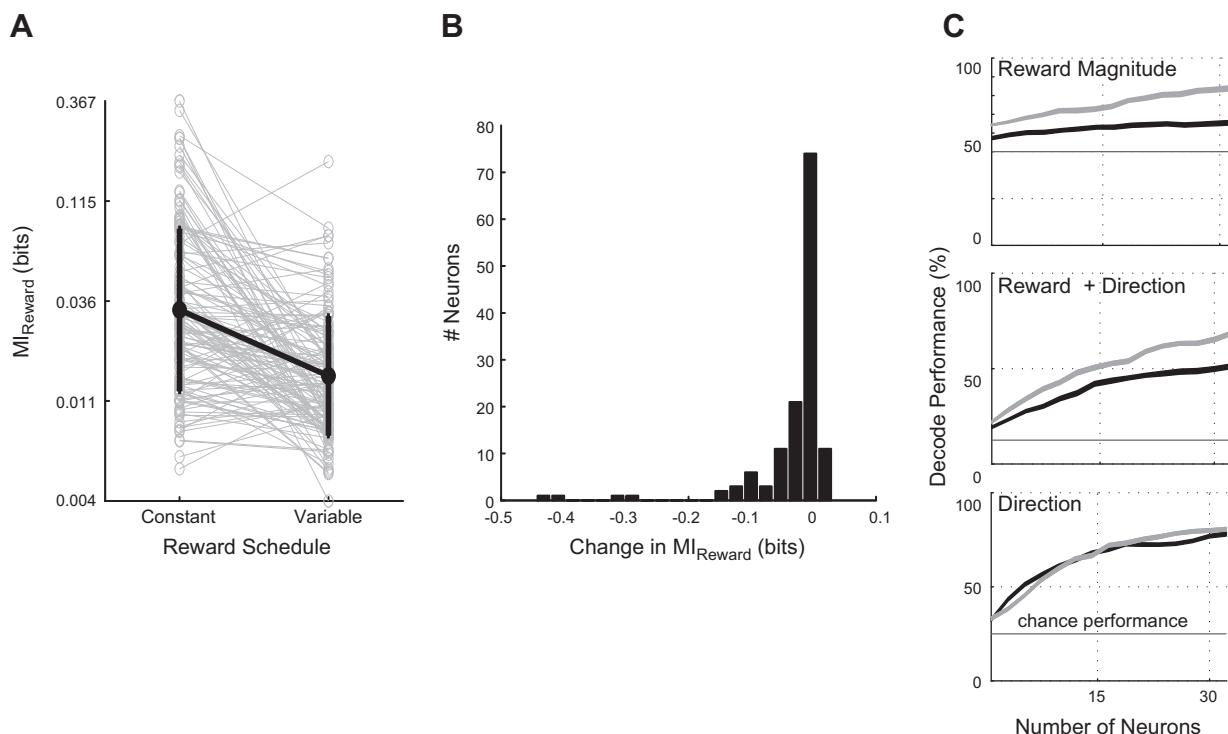 A
0.367
0.115
0.036
0.011
0.004
MIReward (bits)
Constant
Variable
Reward Schedule
B
80
70
60
50
40
30
20
10
0
# Neurons
-0.5
-0.4
-0.3
-0.2
-0.1
0
0.1
Change in MIReward (bits)
C
Decode Performance (%)
100
Reward Magnitude
50
0
100
Reward + Direction
50
0
100
Direction
50
chance performance
0
15
30
Number of Neurons